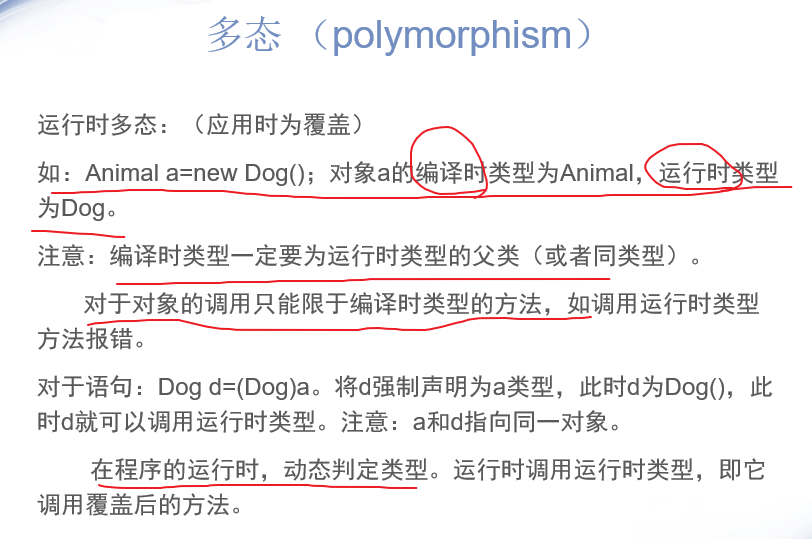 多态 （polymorphism）
运行时多态：（应用时为覆盖）
如：Animal a=new Dog()；对象a的编译时类型为Animal，运行时类型
为Dog。
注意：编译时类型一定要为运行时类型的父类（或者同类型）。
对于对象的调用只能限于编译时类型的方法，如调用运行时类型
方法报错。
对于语句：Dog d=(Dog)a。将d强制声明为a类型，此时d为Dog()，此
时d就可以调用运行时类型。注意：a和d指向同一对象。
在程序的运行时，动态判定类型。运行时调用运行时类型，即它
调用覆盖后的方法。